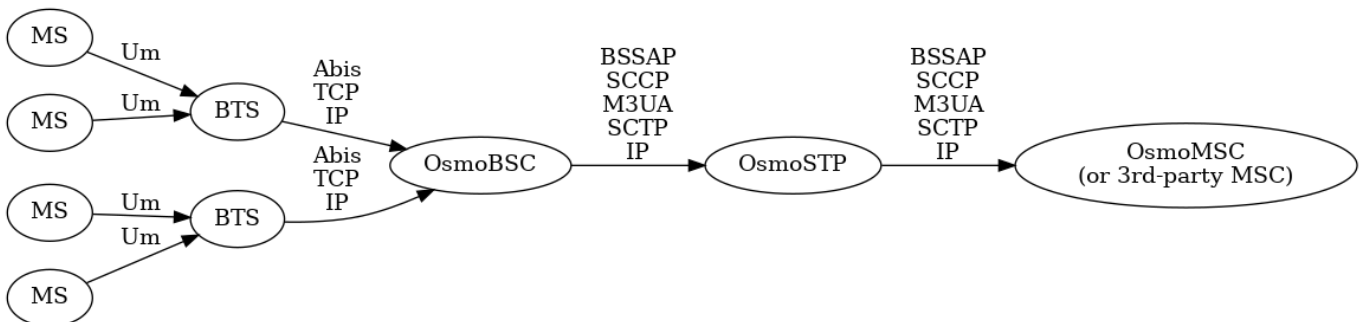 MS
Um
MS
Um
BTS
MS
Um
MS
Um
BTS
Abis
TCP
IP
Abis
TCP
IP
OsmoBSC
BSSAP
SCCP
M3UA
SCTP
IP
OsmoSTP
BSSAP
SCCP
M3UA
SCTP
IP
OsmoMSC
(or 3rd-party MSC)